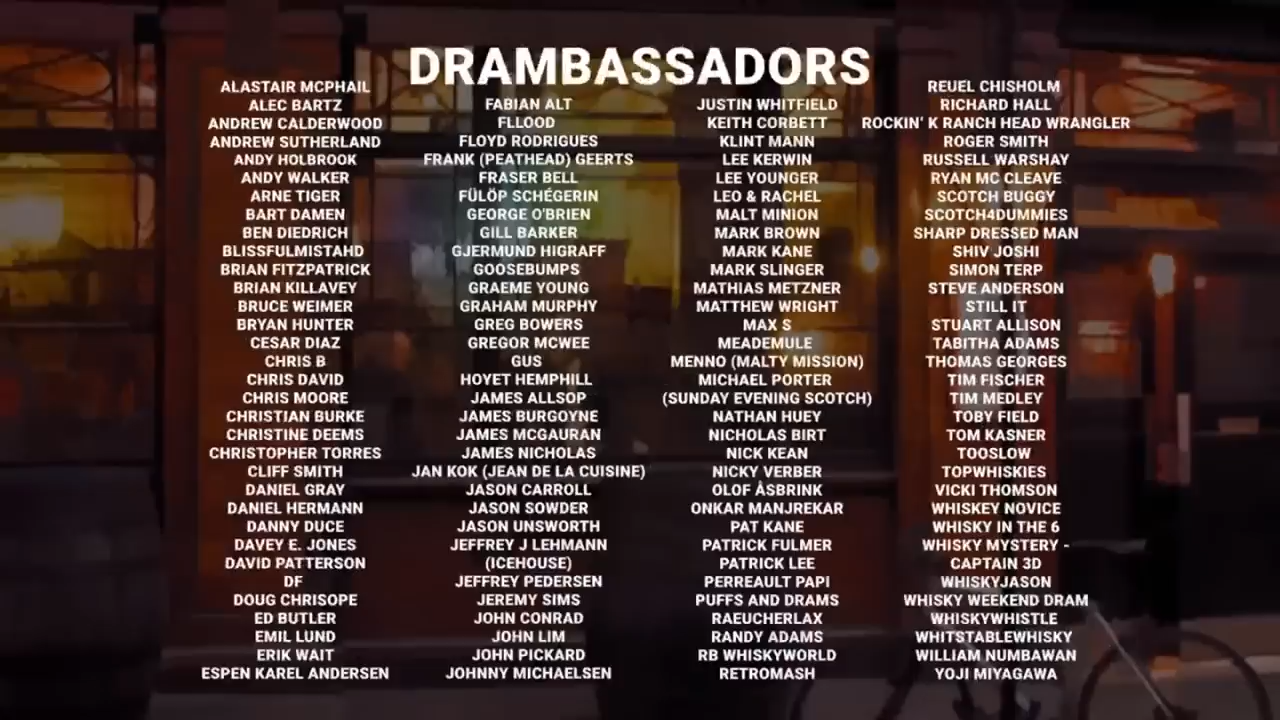 DRAMBASSADORS
ALASTAIR MCPHAIL
ALEC BARTZ
ANDREW CALDERWOOD
ANDREW SUTHERLAND
ANDY HOLBROOK
ANDY WALKER
ARNE TIGER
BART DAMEN
BEN DIEDRICH
BLISSFULMISTAHD
BRIAN FITZPATRICK
BRIAN KILLAVEY
BRUCE WEIMER
BRYAN HUNTER
CESAR DIAZ
CHRIS B
CHRIS DAVID
CHRIS MOORE
CHRISTIAN BURKE
CHRISTINE DEEMS
CHRISTOPHER TORRES
CLIFF SMITH
DANIEL GRAY
DANIEL HERMANN
DANNY DUCE
DAVEY E. JONES
DAVID PATTERSON
DF
DOUG CHRISOPE
ED BUTLER
EMIL LUND
ERIK WAIT
ESPEN KAREL ANDERSEN
FABIAN ALT
FLLOOD
FLOYD RODRIGUES
FRANK (PEATHEAD) GEERTS
FRASER BELL
FÜLÖP SCHÉGERIN
GEORGE O'BRIEN
GILL BARKER
GJERMUND HIGRAFF
GOOSEBUMPS
GRAEME YOUNG
GRAHAM MURPHY
GREG BOWERS
GREGOR MCWEE
GUS
HOYET HEMPHILL
JAMES ALLSOP
JAMES BURGOYNE
JAMES MCGAURAN
JAMES NICHOLAS
JAN KOK (JEAN DE LA CUISINE)
JASON CARROLL
JASON SOWDER
JASON UNSWORTH
JEFFREY J LEHMANN
(ICEHOUSE)
JEFFREY PEDERSEN
JEREMY SIMS
JOHN CONRAD
JOHN LIM
JOHN PICKARD
JOHNNY MICHAELSEN
JUSTIN WHITFIELD
KEITH CORBETT
KLINT MANN
LEE KERWIN
LEE YOUNGER
LEO & RACHEL
MALT MINION
MARK BROWN
MARK KANE
MARK SLINGER
MATHIAS METZNER
MATTHEW WRIGHT
MAX S
MEADEMULE
MENNO (MALTY MISSION)
MICHAEL PORTER
(SUNDAY EVENING SCOTCH)
NATHAN HUEY
NICHOLAS BIRT
NICK KEAN
NICKY VERBER
OLOF ÅSBRINK
ONKAR MANJREKAR
PAT KANE
PATRICK FULMER
PATRICK LEE
PERREAULT PAPI
PUFFS AND DRAMS
RAEUCHERLAX
RANDY ADAMS
RB WHISKYWORLD
RETROMASH
REUEL CHISHOLM
RICHARD HALL
ROCKIN' K RANCH HEAD WRANGLER
ROGER SMITH
RUSSELL WARSHAY
RYAN MC CLEAVE
SCOTCH BUGGY
SCOTCH4DUMMIES
SHARP DRESSED MAN
SHIV JOSHI
SIMON TERP
STEVE ANDERSON
STILL IT
STUART ALLISON
TABITHA ADAMS
THOMAS GEORGES
TIM FISCHER
TIM MEDLEY
TOBY FIELD
TOM KASNER
TOOSLOW
TOPWHISKIES
VICKI THOMSON
WHISKEY NOVICE
WHISKY IN THE 6
WHISKY MYSTERY -
CAPTAIN 3D
WHISKYJASON
WHISKY WEEKEND DRAM
WHISKYWHISTLE
WHITSTABLEWHISKY
WILLIAM NUMBAWAN
YOJI MIYAGAWA